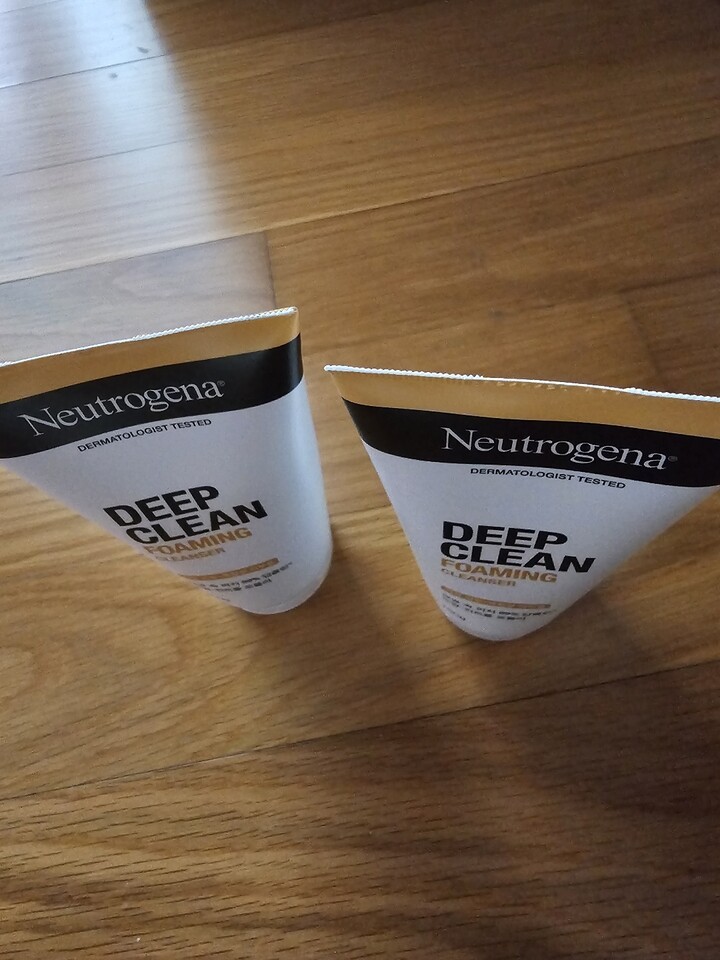 Neutrogena®
DERMATOLOGIST TESTED
DEEP
CLEAN
FOAMING
CLEANSER
Neutrogena®
DERMATOLOGIST TESTED
DEEP
CLEAN
FOAMING
CLEANSER